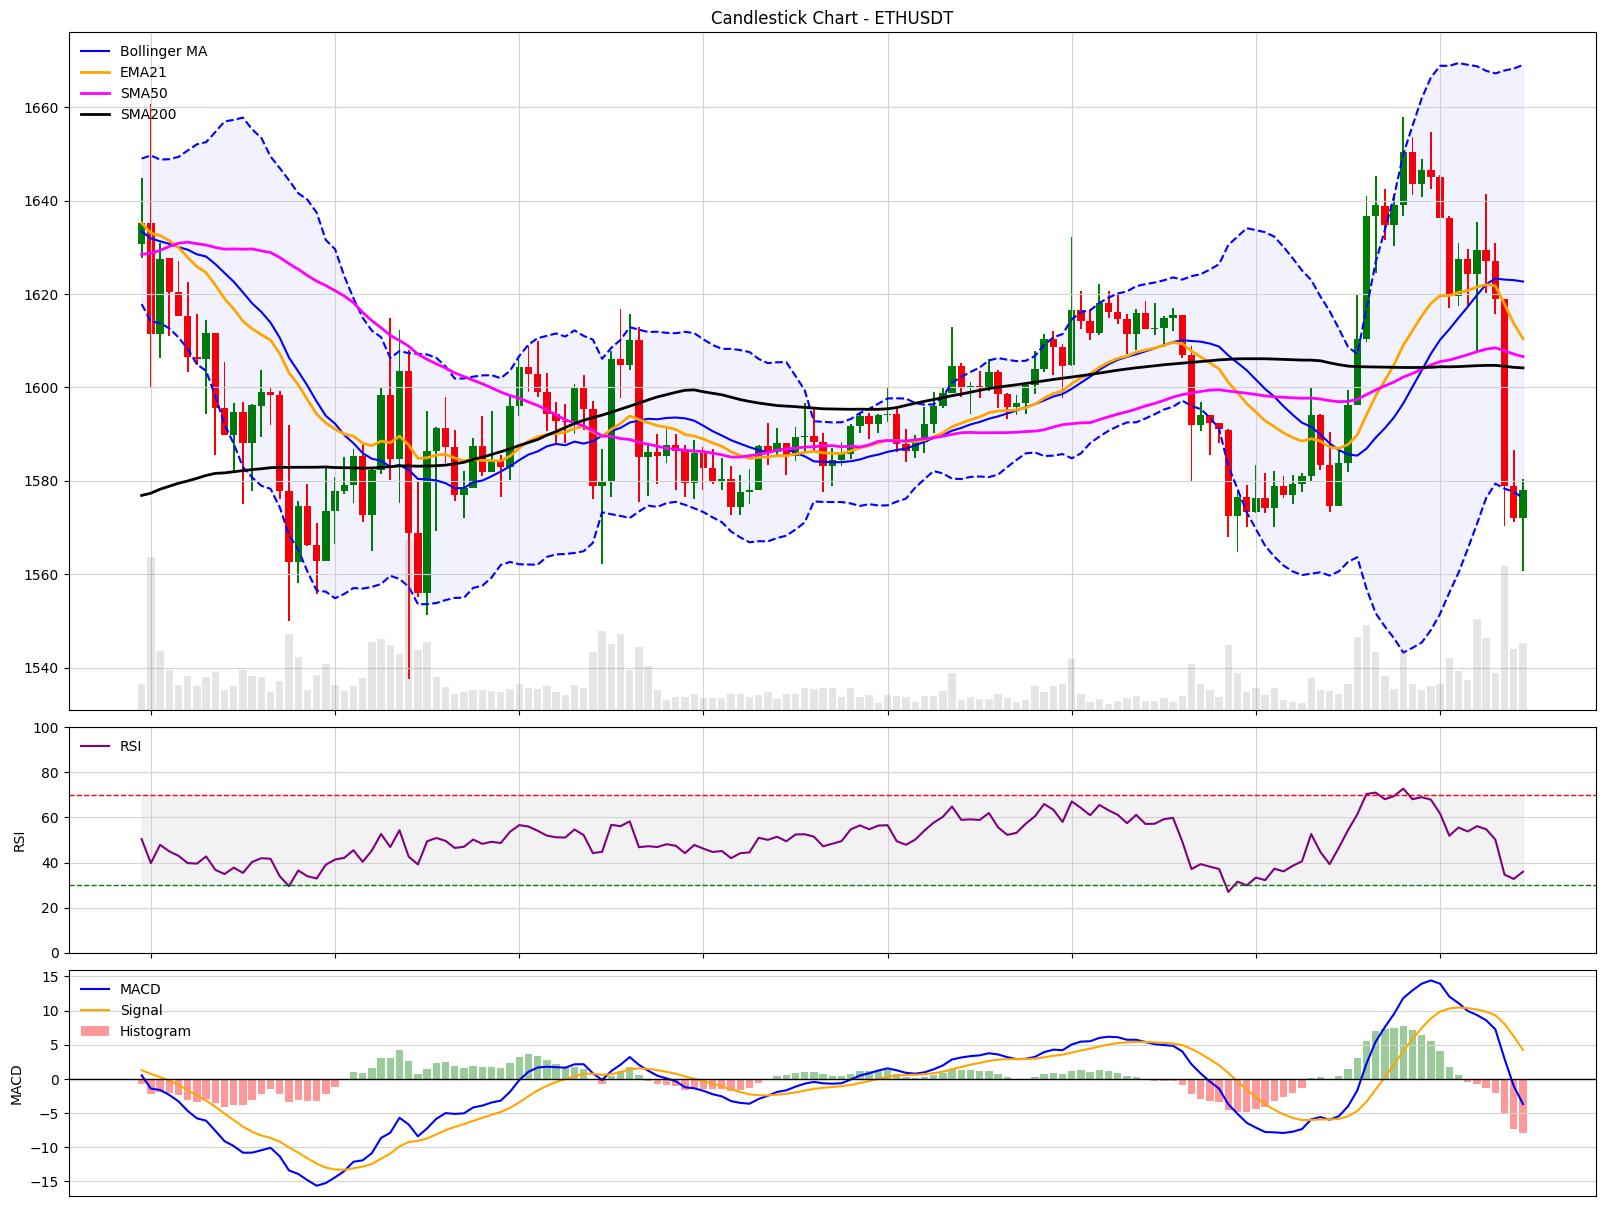 Candlestick Chart - ETHUSDT
Bollinger MA
EMA21
SMA50
SMA200
1660
1640
1620
1600
1580
1560
1540
RSI
100
80
60
40
20
0
RSI
MACD
Signal
Histogram
15
10
5
0
−5
−10
−15
MACD